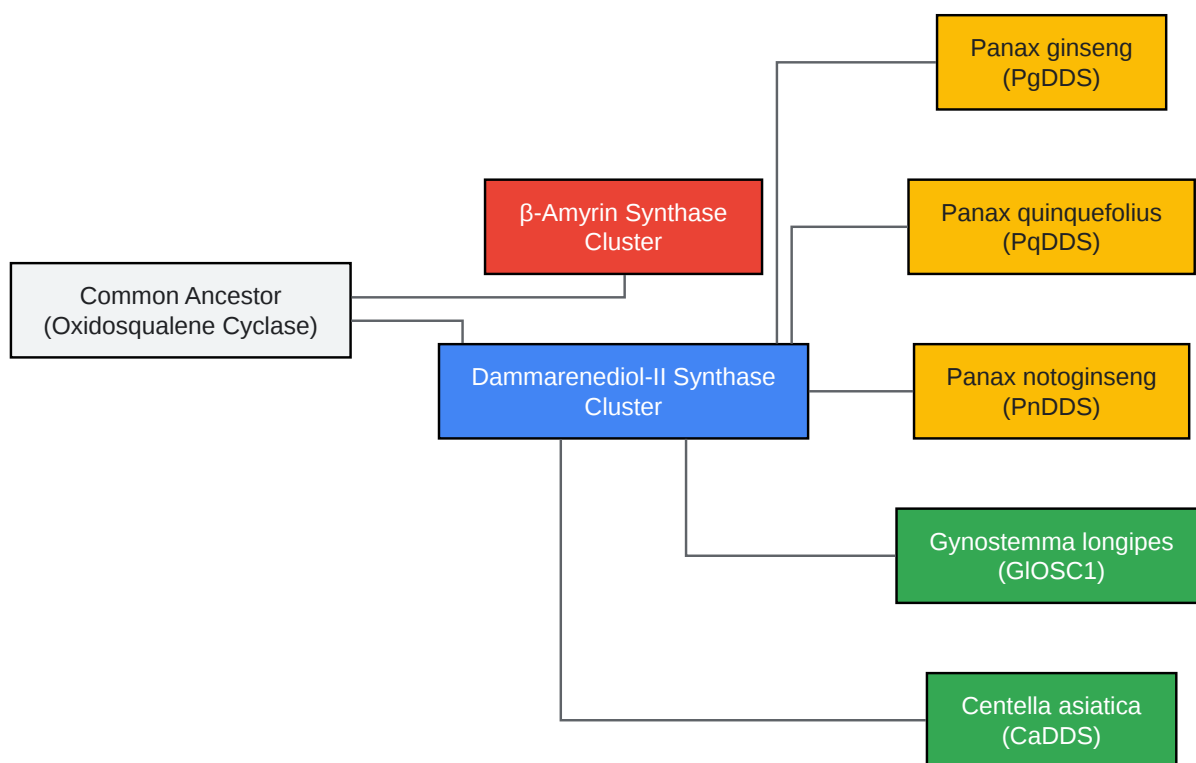 Panax ginseng
(PgDDS)
β-Amyrin Synthase
Cluster
Panax quinquefolius
(PqDDS)
Common Ancestor
(Oxidosqualene Cyclase)
Dammarenediol-II Synthase
Cluster
Panax notoginseng
(PnDDS)
Gynostemma longipes
(GlOSC1)
Centella asiatica
(CaDDS)